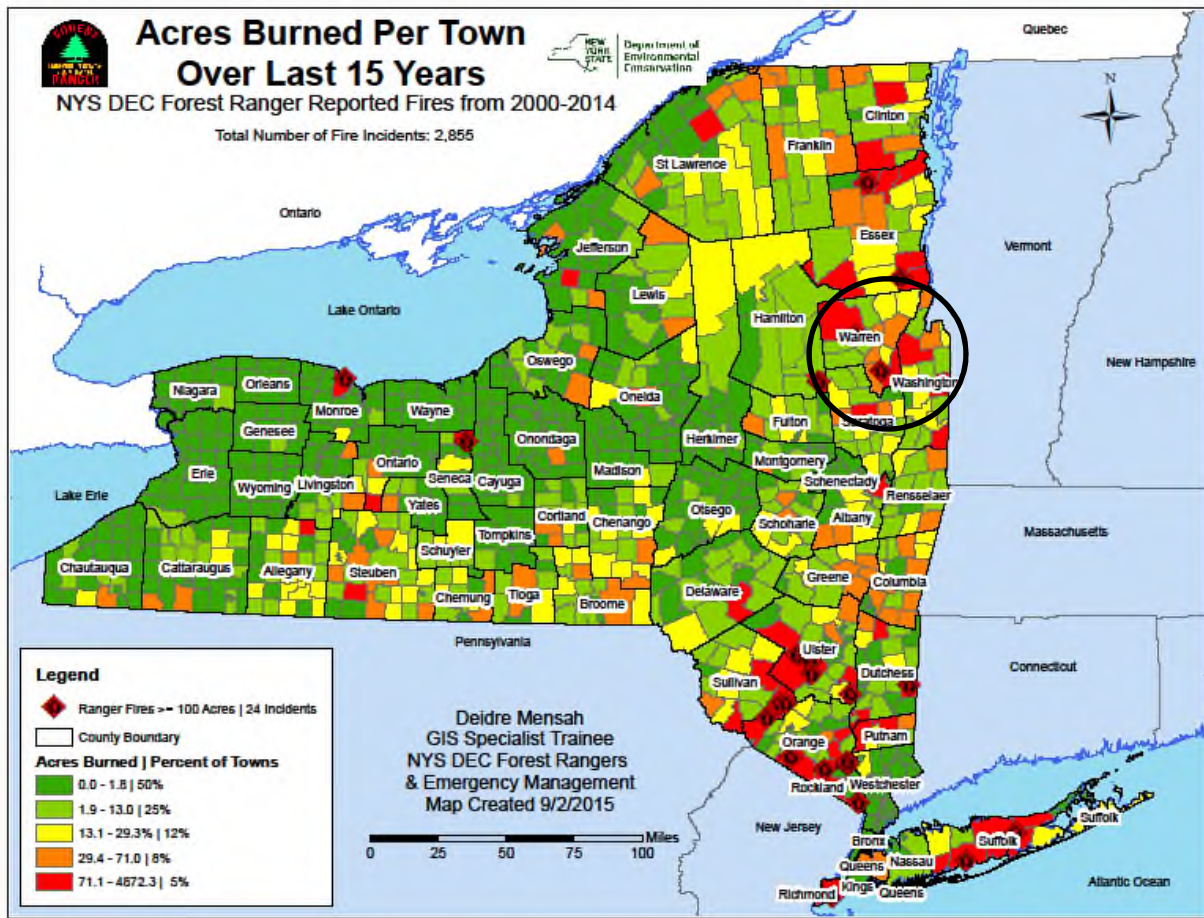 Acres Burned Per Town
Over Last 15 Years
NYS DEC Forest Ranger Reported Fires from 2000-2014
Total Number of Fire Incidents: 2,855
FOREST
RANGER
NEW YORK
STATE
Department of
Environmental
Conservation
Quebec
N
Clinton
Franklin
St Lawrence
Ontario
Essex
Vermont
Jefferson
Lewis
Lake Ontario
Hamilton
Warren
New Hampshire
Oswego
Washington
Niagara
Orleans
Monroe
Wayne
Oneida
Genesee
Fulton
Saratoga
Onondaga
Herkimer
Erie
Ontario
Madison
Montgomery
Seneca
Cayuga
Wyoming
Livingston
Schenectady
Lake Erie
Yates
Rensselaer
Cortland
Chenango
Otsego
Schoharie
Albany
Massachusetts
Tompkins
Schuyler
Chautauqua
Cattaraugus
Allegany
Steuben
Greene
Columbia
Chemung
Tioga
Broome
Delaware
Pennsylvania
Ulster
Connecticut
Sullivan
Dutchess
Orange
Putnam
Rockland
Westchester
New Jersey
Bronx
Suffolk
Suffolk
Queens
Nassau
Richmond
Kings
Queens
Atlantic Ocean
Legend
Ranger Fires >= 100 Acres | 24 Incidents
County Boundary
Acres Burned | Percent of Towns
0.0 - 1.8 | 50%
1.9 - 13.0 | 25%
13.1 - 29.3% | 12%
29.4 - 71.0 | 8%
71.1 - 4672.3 | 5%
Deidre Mensah
GIS Specialist Trainee
NYS DEC Forest Rangers
& Emergency Management
Map Created 9/2/2015
Miles
0 25 50 100